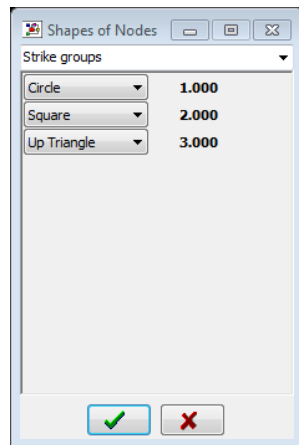 Shapes of Nodes
Strike groups
Circle 1.000
Square 2.000
Up Triangle 3.000